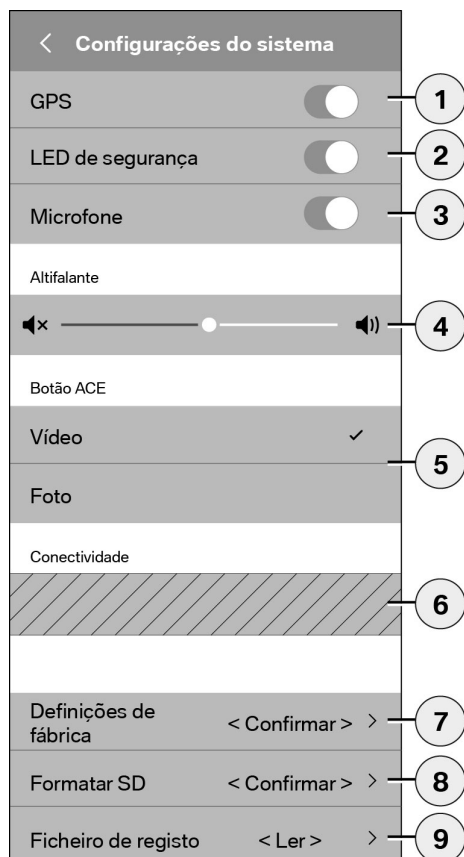 Configurações do sistema
GPS
1
LED de segurança
2
Microfone
3
Altifalante
4
Botão ACE
Vídeo
5
Foto
Conectividade
6
Definições de
fábrica
< Confirmar > >
7
Formatar SD < Confirmar > >
8
Ficheiro de registo < Ler > >
9